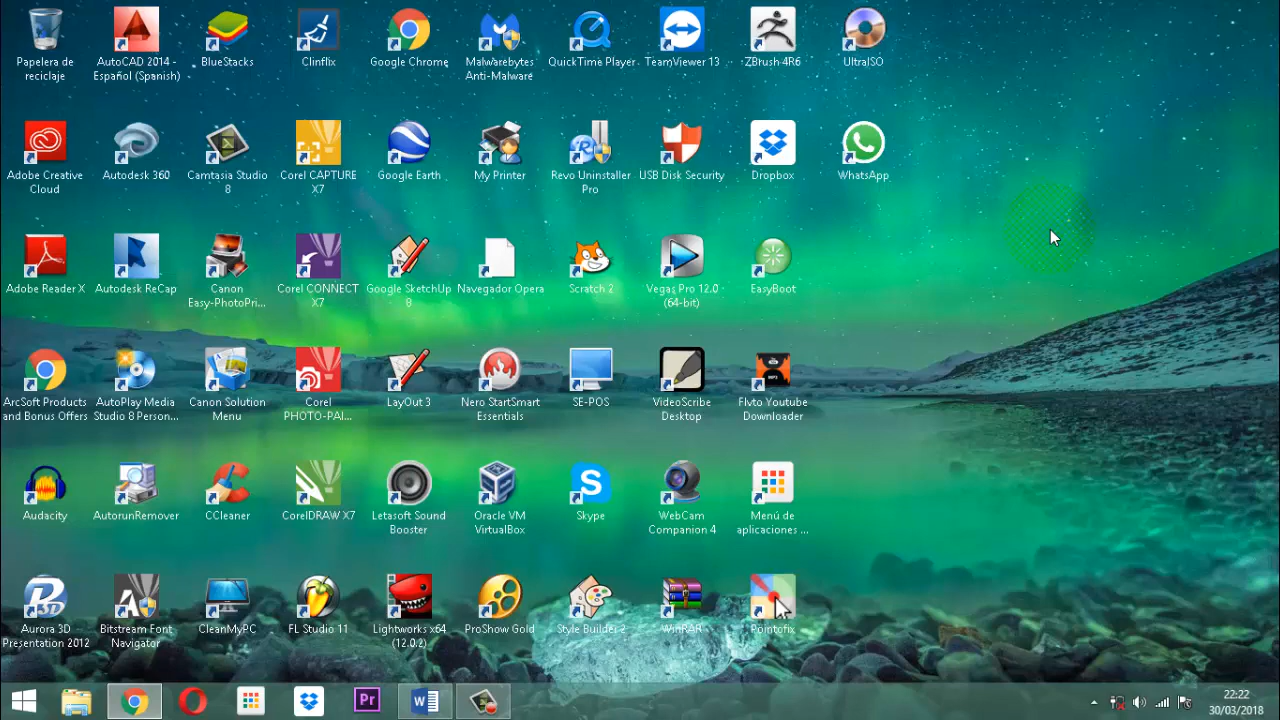 Papelera de
reciclaje
AutoCAD 2014 -
Español (Spanish)
BlueStacks
Clinflix
Google Chrome
Malwarebytes
Anti-Malware
QuickTime Player
TeamViewer 13
ZBrush 4R6
UltraISO
Adobe Creative
Cloud
Autodesk 360
Camtasia Studio
8
Corel CAPTURE
X7
Google Earth
My Printer
Revo Uninstaller
Pro
USB Disk Security
Dropbox
WhatsApp
Adobe Reader X
Autodesk ReCap
Canon
Easy-PhotoPri...
Corel CONNECT
X7
Google SketchUp
8
Navegador Opera
Scratch 2
Vegas Pro 12.0
(64-bit)
EasyBoot
ArcSoft Products
and Bonus Offers
AutoPlay Media
Studio 8 Person...
Canon Solution
Menu
Corel
PHOTO-PAI...
LayOut 3
Nero StartSmart
Essentials
SE-POS
VideoScribe
Desktop
MP3
Flvto Youtube
Downloader
Audacity
AutorunRemover
CCleaner
CorelDRAW X7
Letasoft Sound
Booster
Oracle VM
VirtualBox
Skype
WebCam
Companion 4
Menú de
aplicaciones ...
Aurora 3D
Presentation 2012
Bitstream Font
Navigator
CleanMyPC
FL Studio 11
Lightworks x64
(12.0.2)
ProShow Gold
Style Builder 2
WinRAR
Pointofix
Pr
22:22
30/03/2018